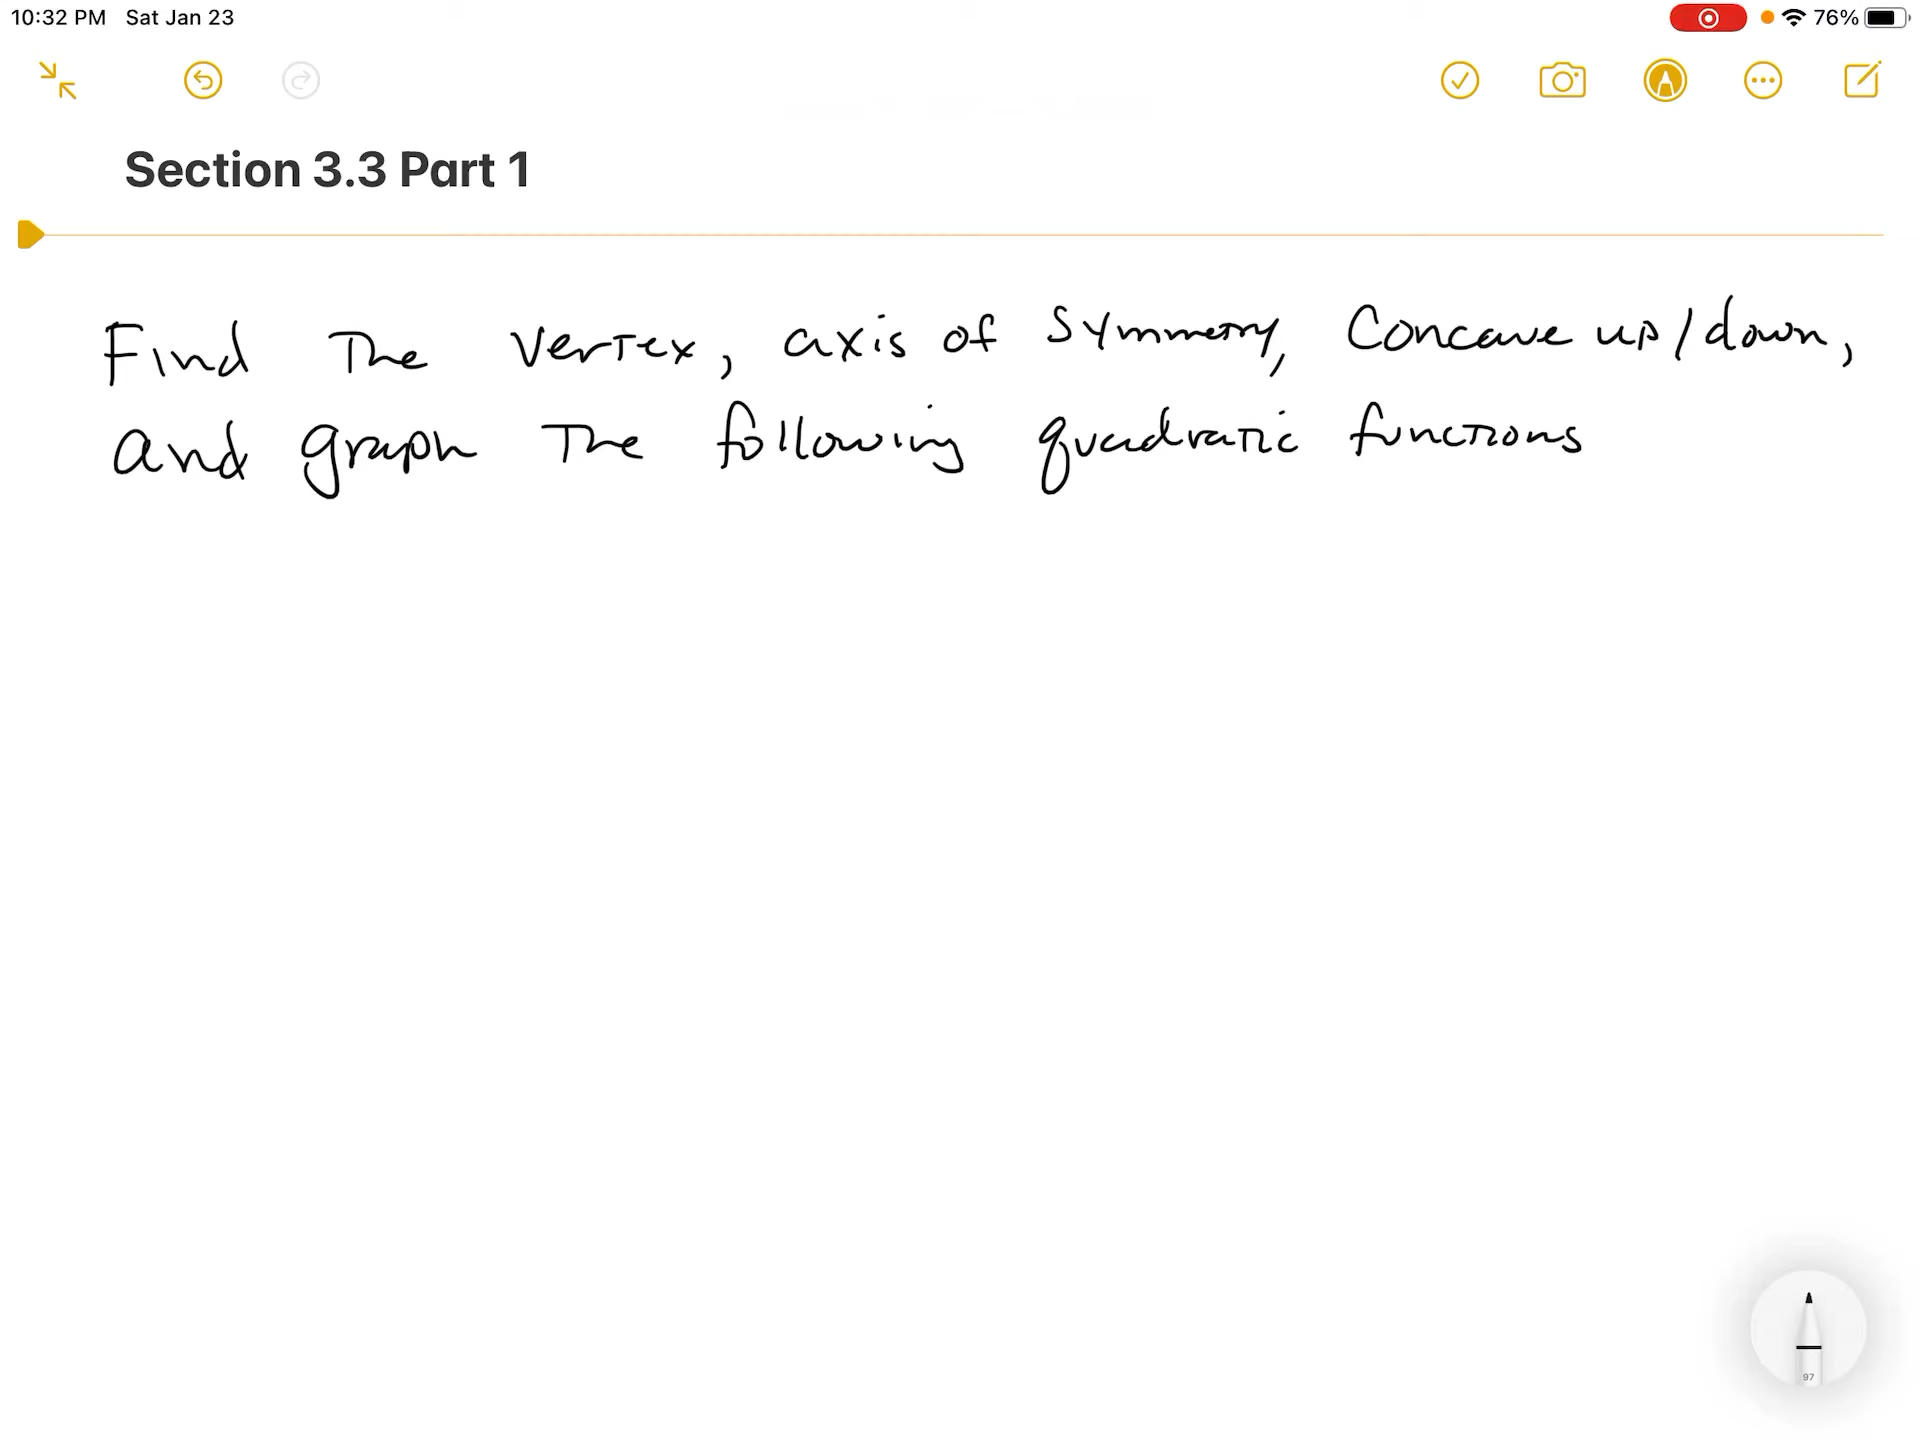 10:32 PM Sat Jan 23 76%
Section 3.3 Part 1
Find The Vertex, axis of Symmetry, Concave up/down,
and graph The following quadratic functions
97